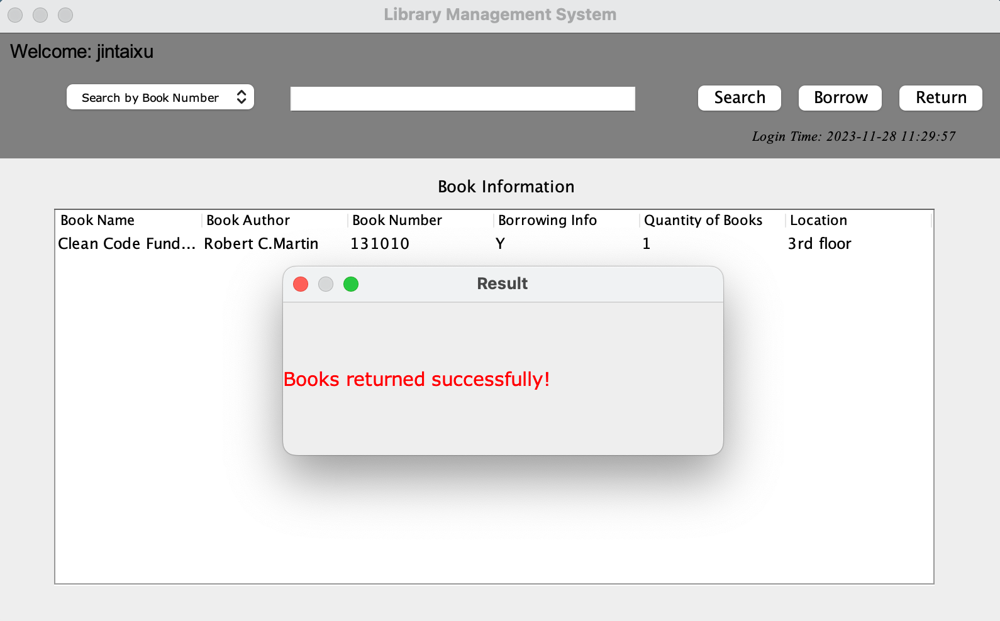 Library Management System
Welcome: jintaixu
Search by Book Number
Search Borrow Return
Login Time: 2023-11-28 11:29:57
Book Information
Book Name Book Author Book Number Borrowing Info Quantity of Books Location
Clean Code Fund... Robert C.Martin 131010 Y 1 3rd floor
Result
Books returned successfully!